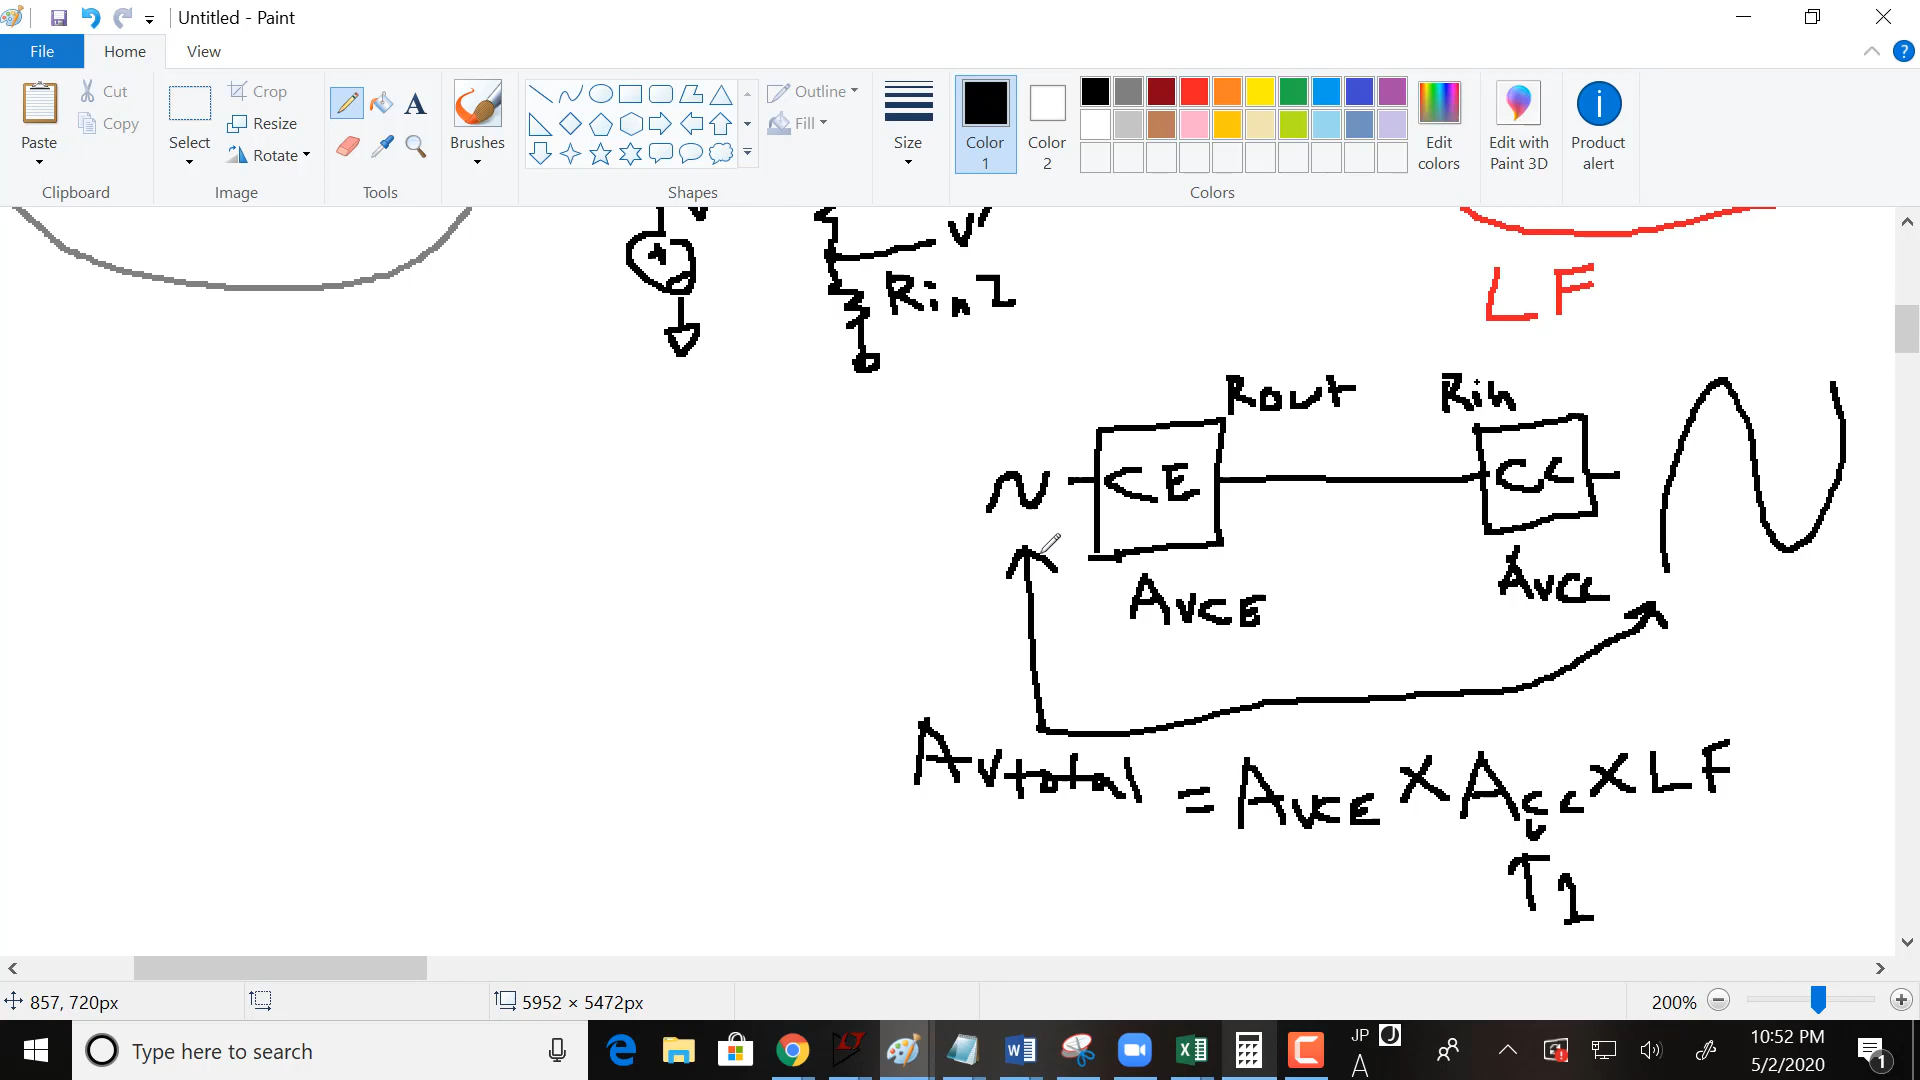 Untitled - Paint
File Home View
Paste
Cut
Copy
Clipboard
Select
Crop
Resize
Rotate
Image
A
Tools
Brushes
Shapes
Outline
Fill
Size
Color 1
Color 2
Edit colors
Colors
Edit with Paint 3D
Product alert
V'
Rin2
LF
Rout
Rin
CE
CC
AVCE
AVCC
AVtotal = AVCE X ACC X LF
857, 720px
5952 × 5472px
200%
Type here to search
JP
A
10:52 PM
5/2/2020
1